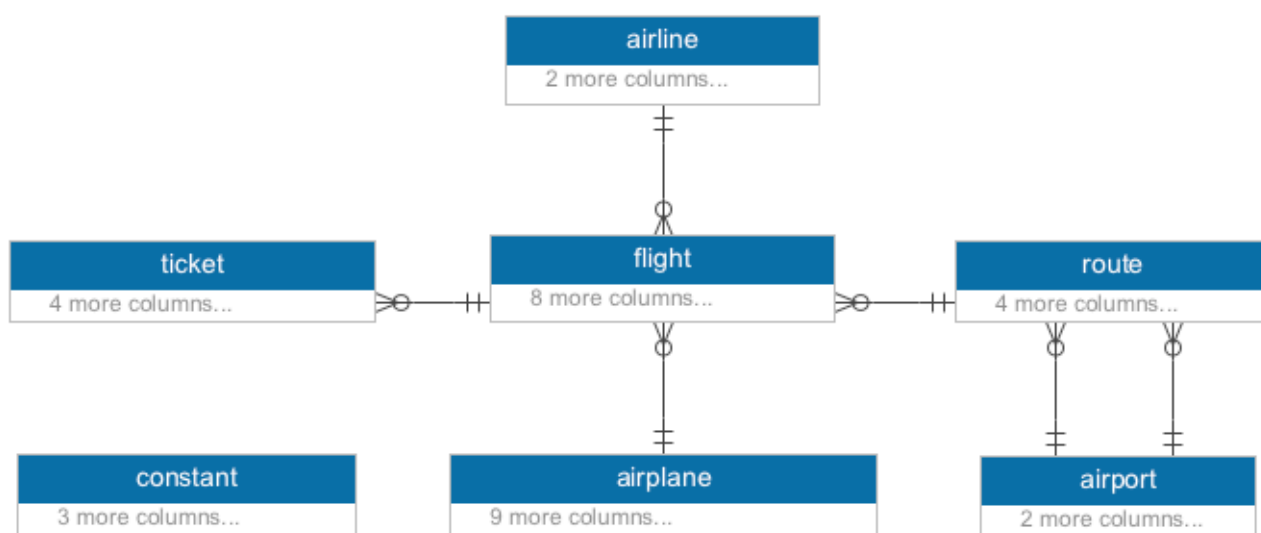 airline
2 more columns...
ticket
4 more columns...
flight
8 more columns...
route
4 more columns...
constant
3 more columns...
airplane
9 more columns...
airport
2 more columns...